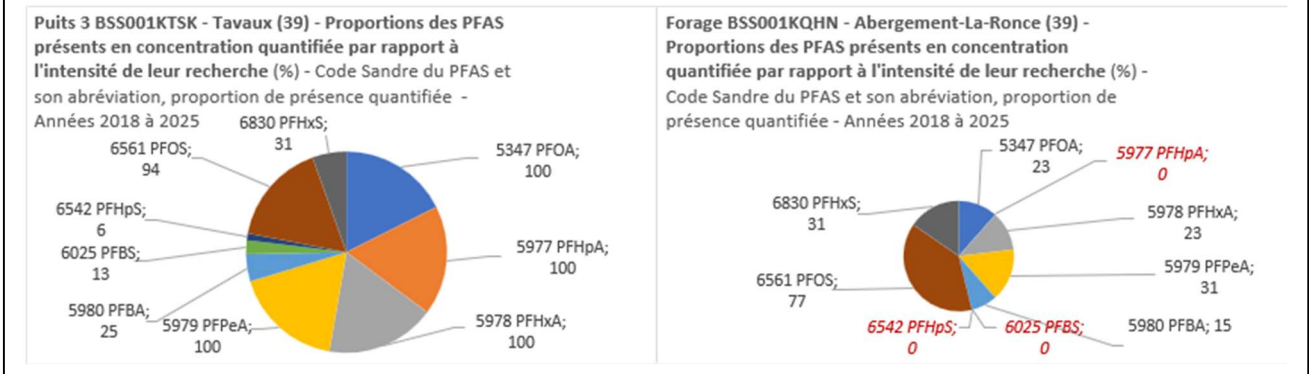 Puits 3 BSS001KTSK - Tavaux (39) - Proportions des PFAS
présents en concentration quantifiée par rapport à
l'intensité de leur recherche (%) - Code Sandre du PFAS et
son abréviation, proportion de présence quantifiée -
Années 2018 à 2025
6830 PFHxS;
31
5347 PFOA;
100
6561 PFOS;
94
6542 PFHpS;
6
5977 PFHpA;
100
6025 PFBS;
13
5980 PFBA;
25
5979 PFPeA;
100
5978 PFHxA;
100
Forage BSS001KQHN - Abergement-La-Ronce (39) -
Proportions des PFAS présents en concentration
quantifiée par rapport à l'intensité de leur recherche (%) -
Code Sandre du PFAS et son abréviation, proportion de
présence quantifiée - Années 2018 à 2025
5347 PFOA;
23
5977 PFHpA;
0
6830 PFHxS;
31
5978 PFHxA;
23
6561 PFOS;
77
5979 PFPeA;
31
6542 PFHpS;
0
6025 PFBS;
0
5980 PFBA; 15